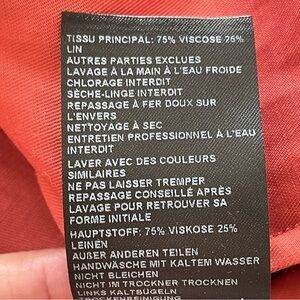 TISSU PRINCIPAL: 75% VISCOSE 25%
LIN
AUTRES PARTIES EXCLUES
LAVAGE À LA MAIN À L'EAU FROIDE
CHLORAGE INTERDIT
SÈCHE-LINGE INTERDIT
REPASSAGE À FER DOUX SUR
L'ENVERS
NETTOYAGE À SEC
ENTRETIEN PROFESSIONNEL À L'EAU
INTERDIT
LAVER AVEC DES COULEURS
SIMILAIRES
NE PAS LAISSER TREMPER
REPASSAGE CONSEILLÉ APRÈS
LAVAGE POUR RETROUVER SA
FORME INITIALE
HAUPTSTOFF: 75% VISKOSE 25%
LEINEN
AUßER ANDEREN TEILEN
HANDWÄSCHE MIT KALTEM WASSER
NICHT BLEICHEN
NICHT IM TROCKNER TROCKNEN
LINKS KALTBÜGELN
TROCKENREINIGUNG